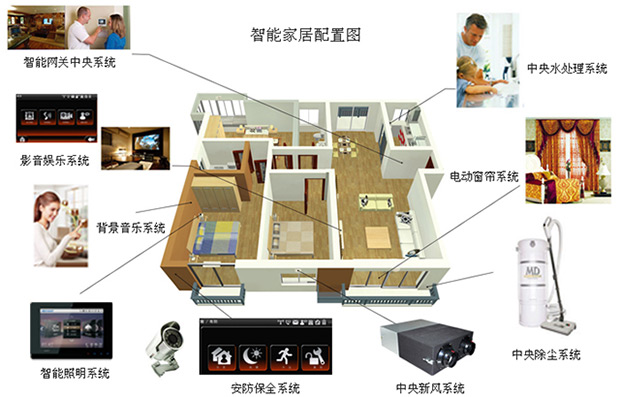 智能家居配置图
智能网关中央系统
中央水处理系统
影音娱乐系统
电动窗帘系统
背景音乐系统
MD
智能照明系统
安防保全系统
中央新风系统
中央除尘系统